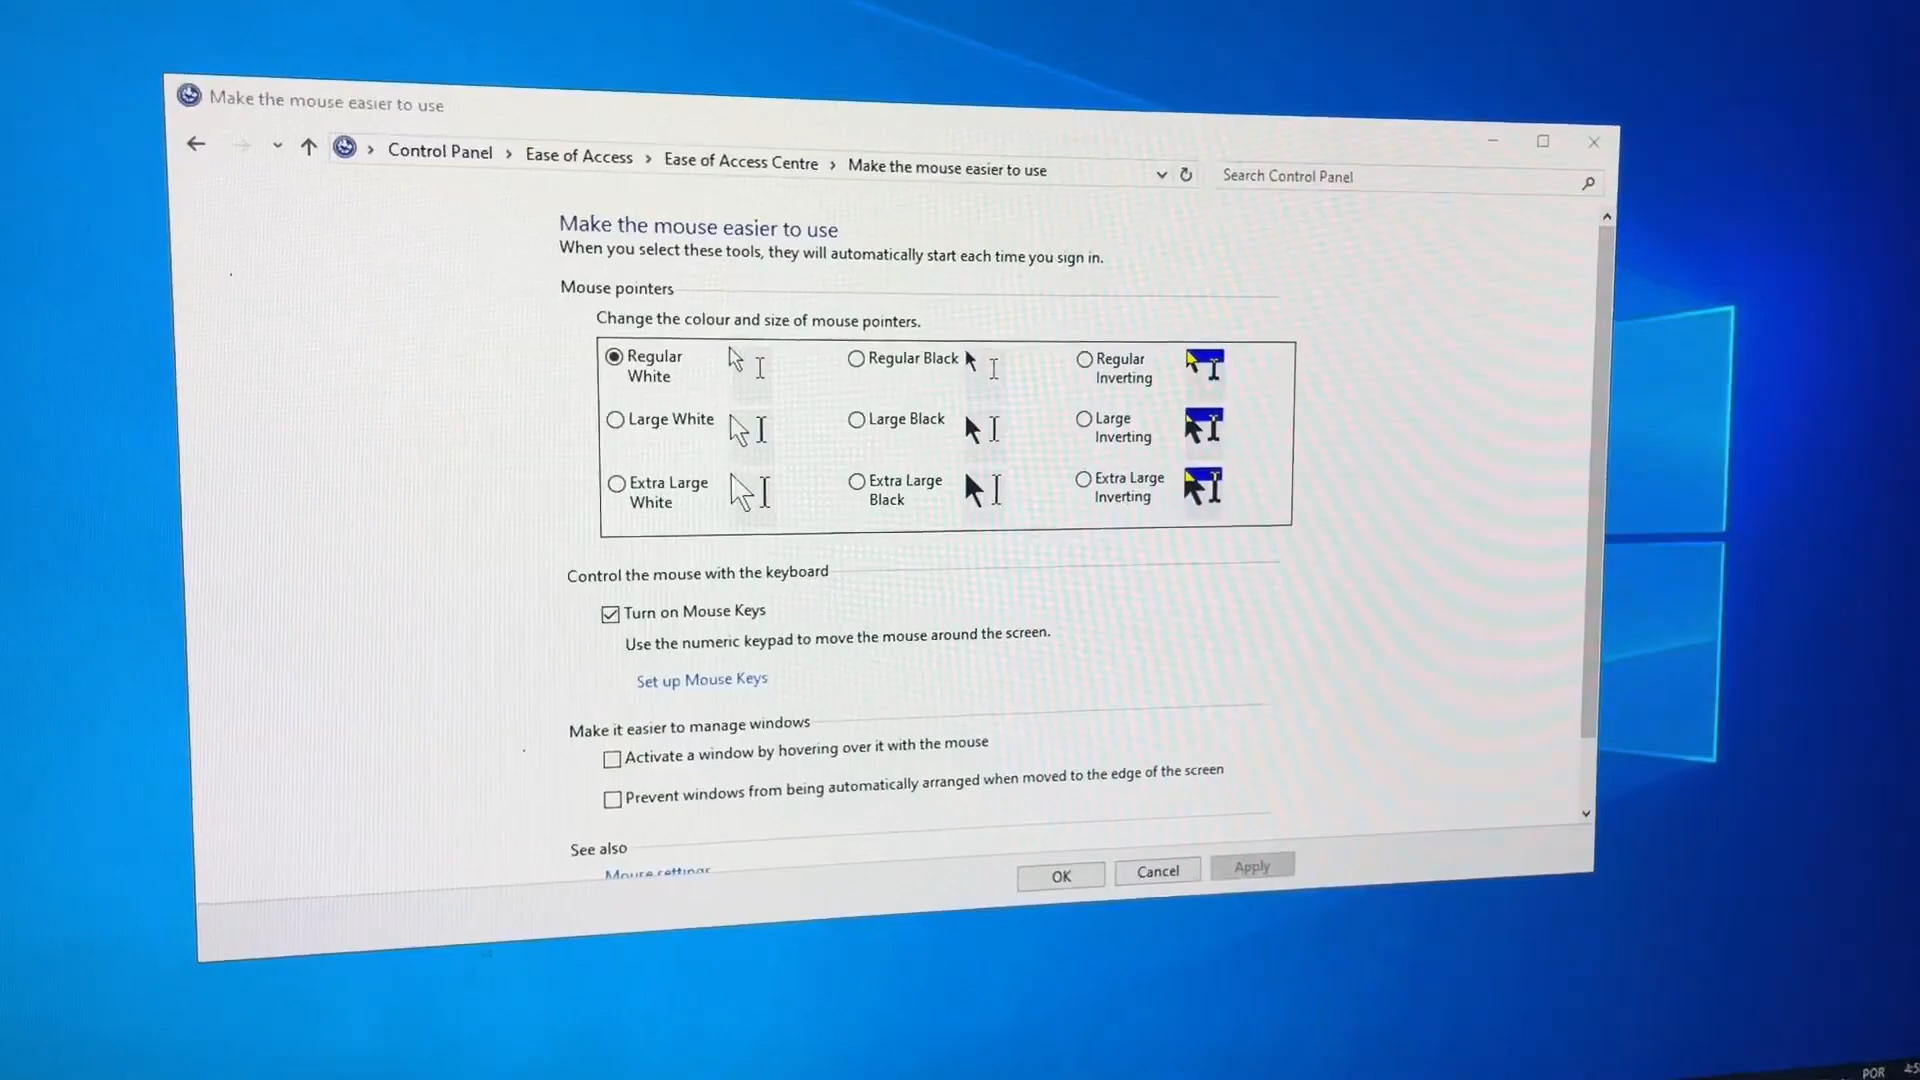 Make the mouse easier to use
Control Panel > Ease of Access > Ease of Access Centre > Make the mouse easier to use
Search Control Panel
Make the mouse easier to use
When you select these tools, they will automatically start each time you sign in.
Mouse pointers
Change the colour and size of mouse pointers.
Regular White
Regular Black
Regular Inverting
Large White
Large Black
Large Inverting
Extra Large White
Extra Large Black
Extra Large Inverting
Control the mouse with the keyboard
Turn on Mouse Keys
Use the numeric keypad to move the mouse around the screen.
Set up Mouse Keys
Make it easier to manage windows
Activate a window by hovering over it with the mouse
Prevent windows from being automatically arranged when moved to the edge of the screen
See also
Mouse settings
OK
Cancel
Apply
POR